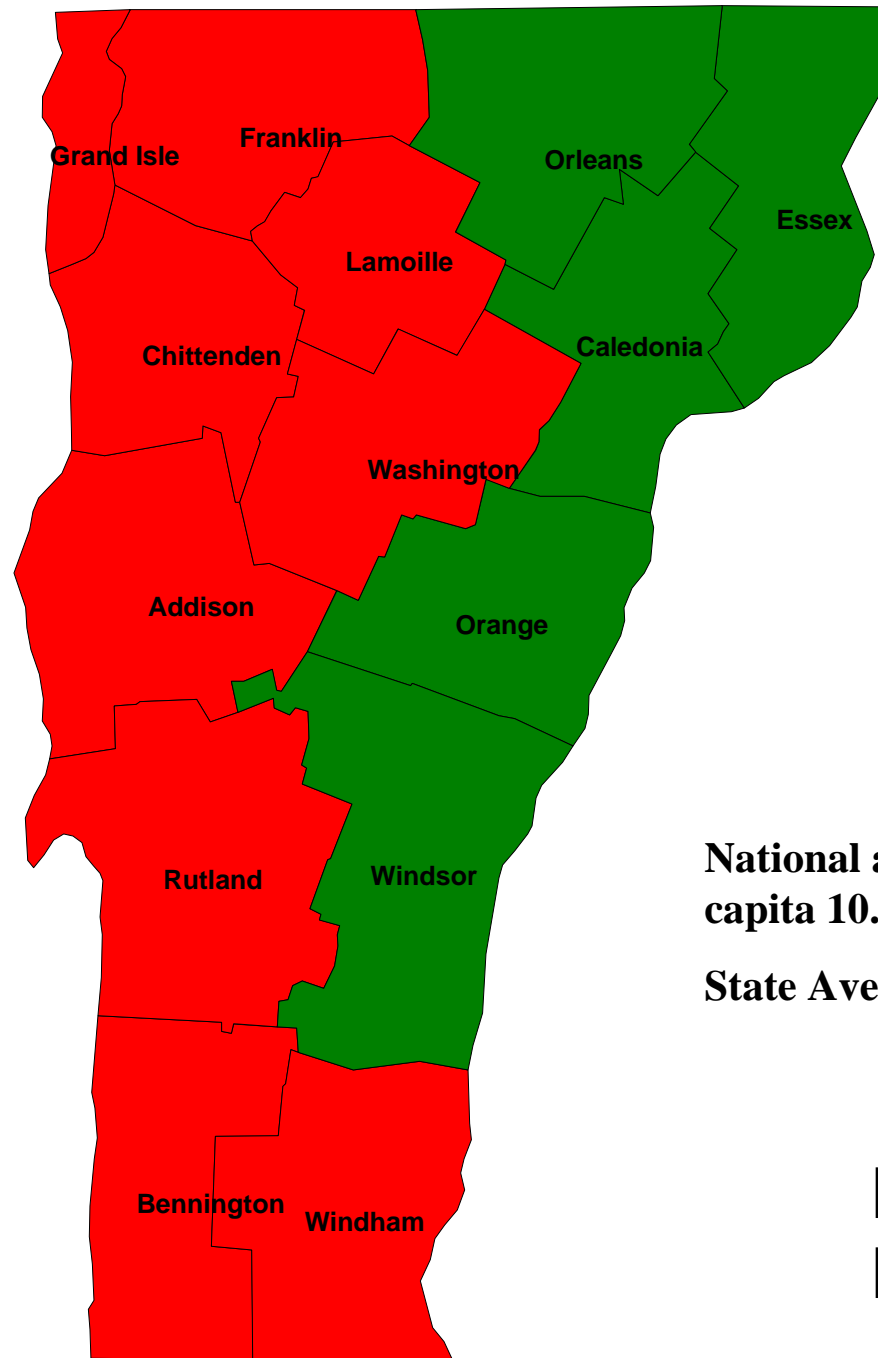 Franklin
Grand Isle
Orleans
Essex
Lamoille
Caledonia
Chittenden
Washington
Addison
Orange
National a
capita 10.
Rutland
Windsor
State Ave
Bennington
Windham